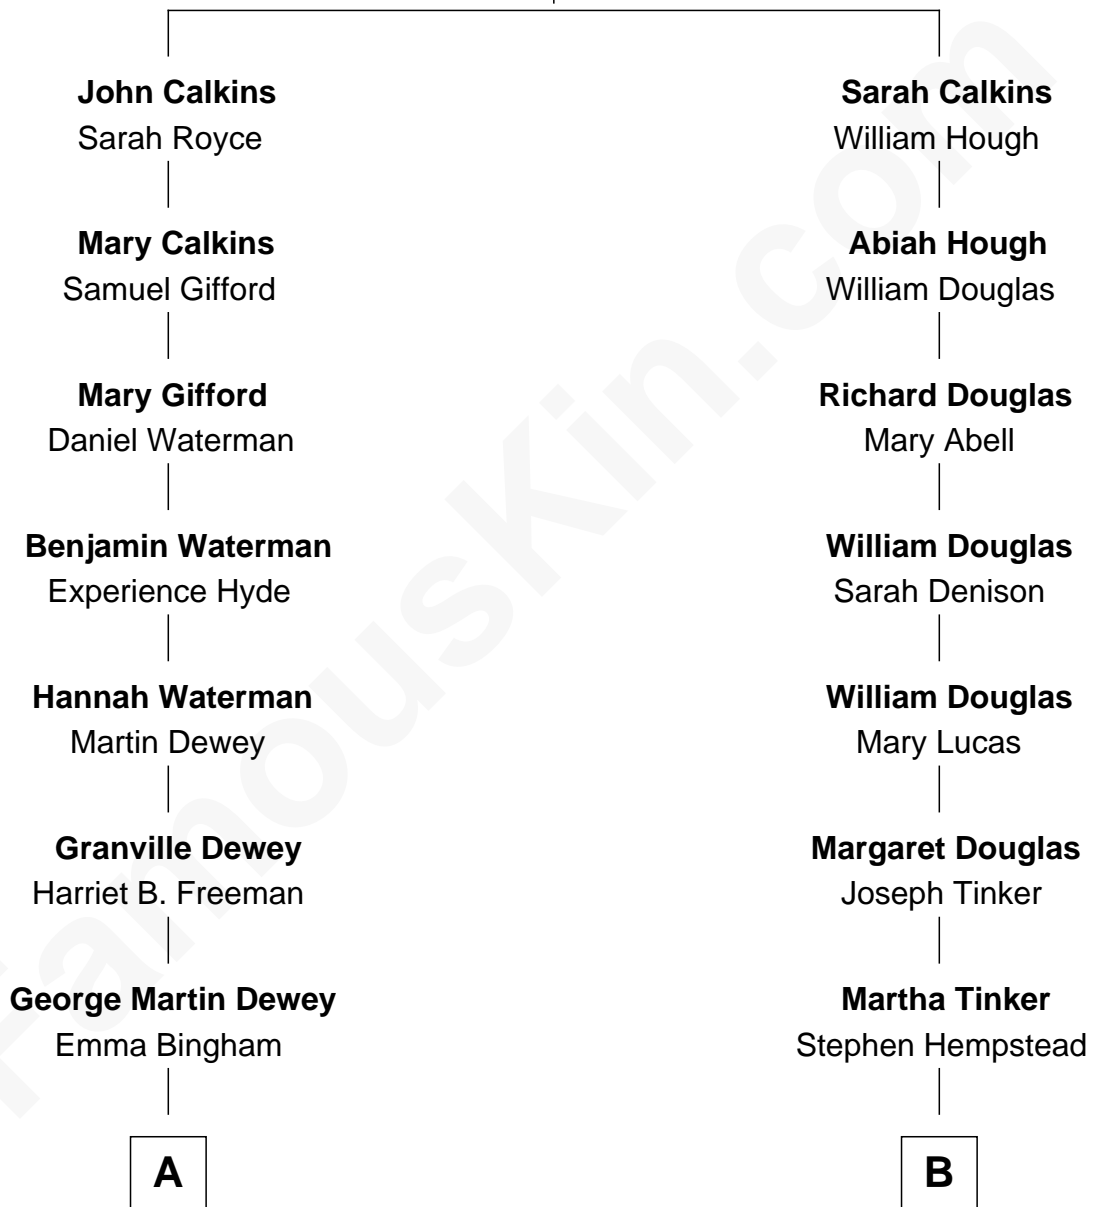 John Calkins
Sarah Royce
Mary Calkins
Samuel Gifford
Mary Gifford
Daniel Waterman
Benjamin Waterman
Experience Hyde
Hannah Waterman
Martin Dewey
Granville Dewey
Harriet B. Freeman
George Martin Dewey
Emma Bingham
A
Sarah Calkins
William Hough
Abiah Hough
William Douglas
Richard Douglas
Mary Abell
William Douglas
Sarah Denison
William Douglas
Mary Lucas
Margaret Douglas
Joseph Tinker
Martha Tinker
Stephen Hempstead
B
FamousKin.com